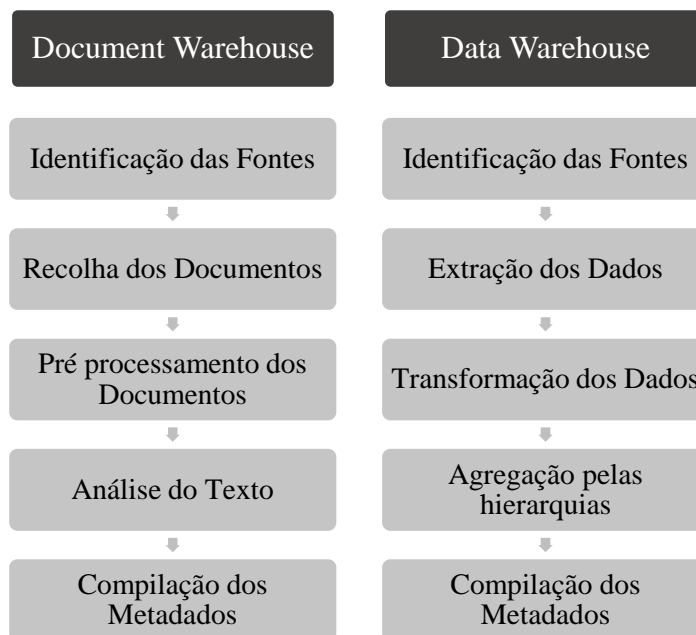 Document Warehouse
Identificação das Fontes
Recolha dos Documentos
Pré processamento dos
Documentos
Análise do Texto
Compilação dos
Metadados
Data Warehouse
Identificação das Fontes
Extração dos Dados
Transformação dos Dados
Agregação pelas
hierarquias
Compilação dos
Metadados